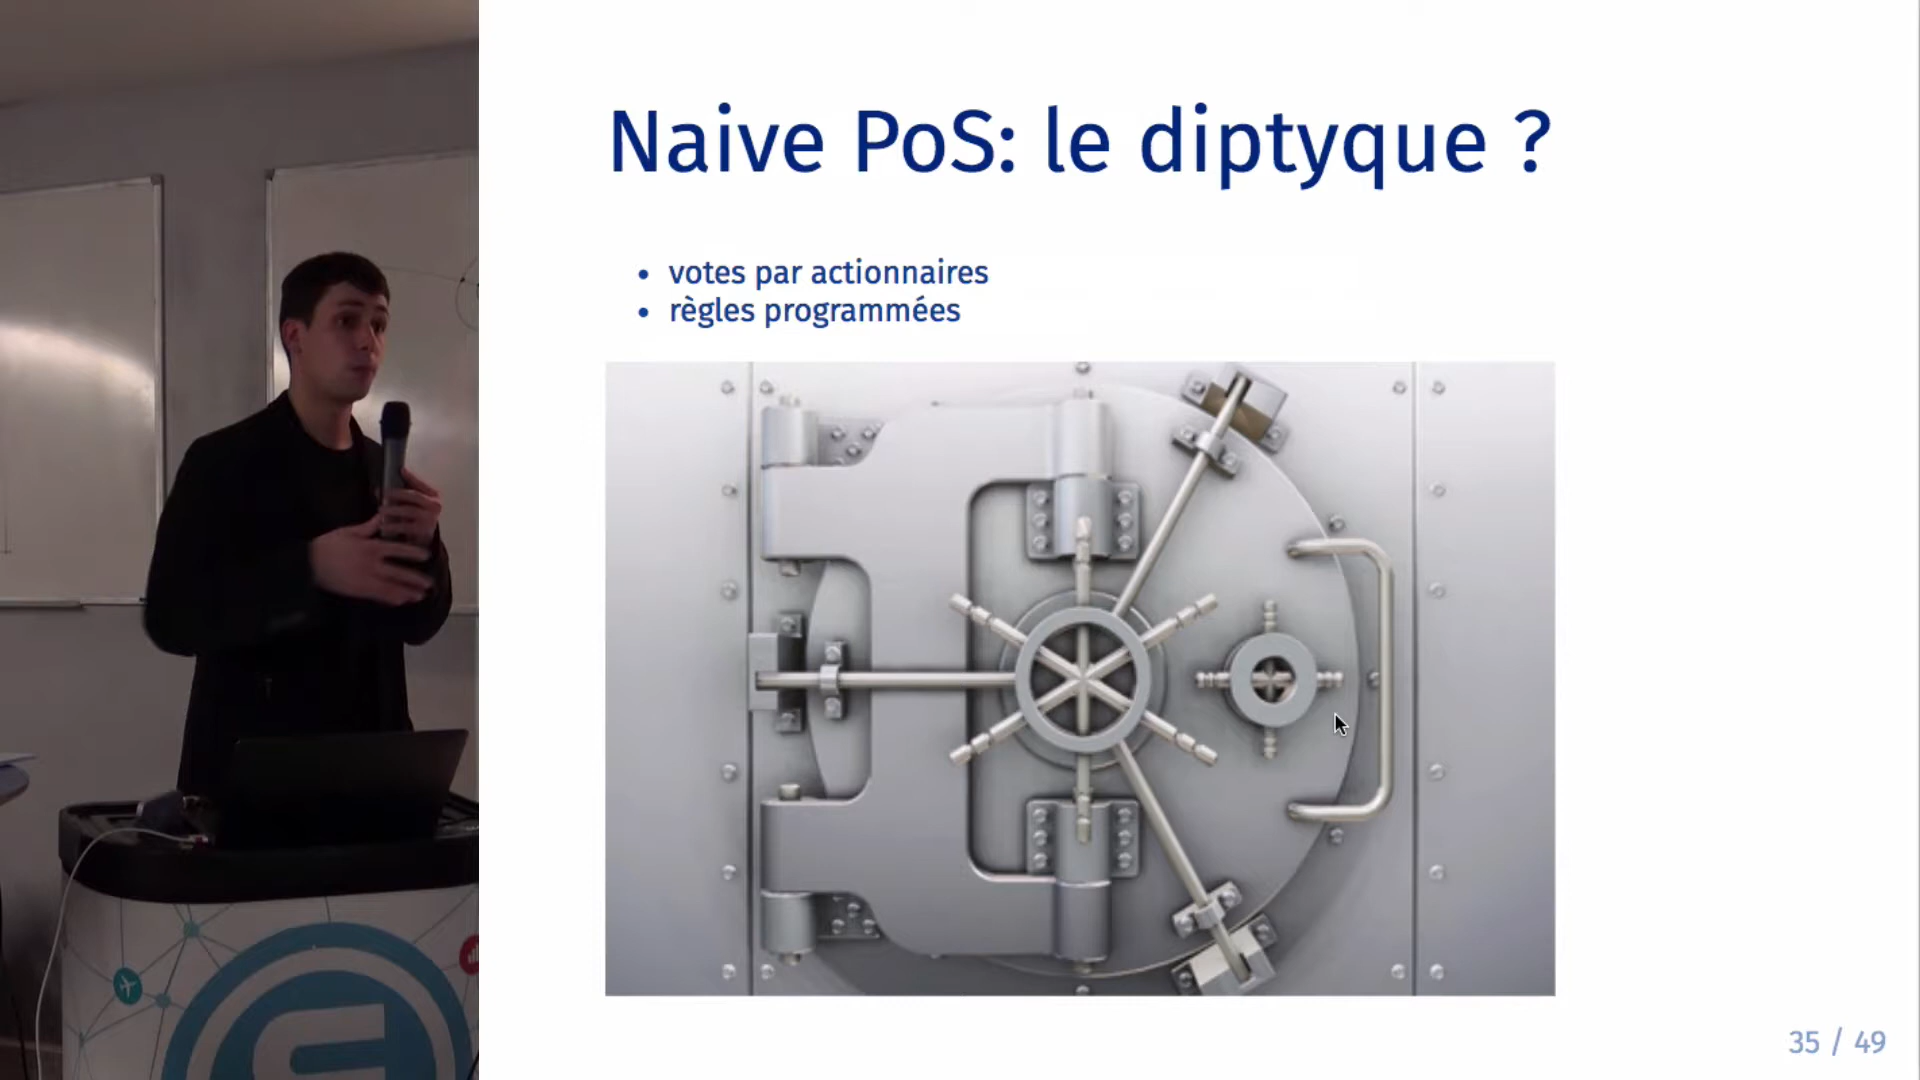 Naive PoS: le diptyque ?
• votes par actionnaires
• règles programmées
35 / 49